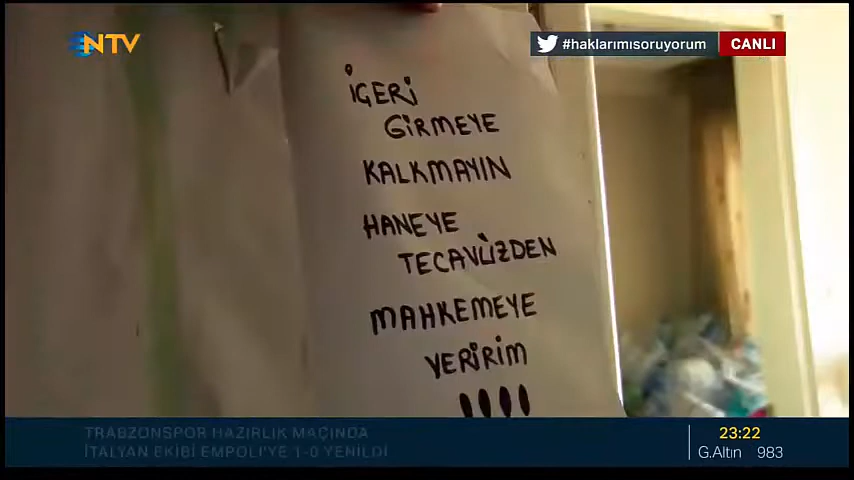 NTV
#haklarımısoruyorum
CANLI
İGERİ
GİRMEYE
KALKMAYIN
HANEYE
TECAVÜZDEN
MAHKEMEYE
VERİRİM
!!!!
TRABZONSPOR HAZIRLIK MAÇINDA
İTALYAN EKİBİ EMPOLI'YE 1-0 YENİLDİ
23:22
G.Altın 983